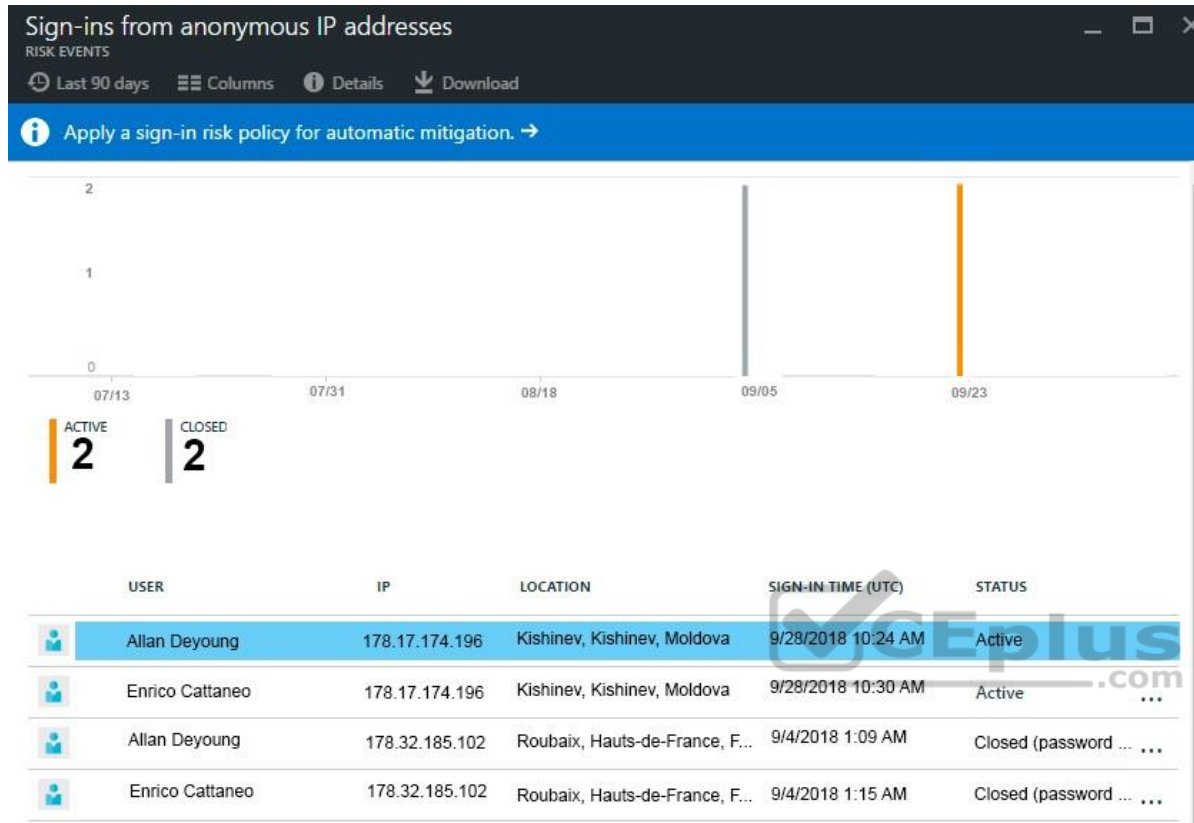 Sign-ins from anonymous IP addresses
RISK EVENTS
Last 90 days Columns Details Download
Apply a sign-in risk policy for automatic mitigation. →
2
1
0
07/13 07/31 08/18 09/05 09/23
ACTIVE CLOSED
2 2
USER IP LOCATION SIGN-IN TIME (UTC) STATUS
Allan Deyoung 178.17.174.196 Kishinev, Kishinev, Moldova 9/28/2018 10:24 AM Active
Enrico Cattaneo 178.17.174.196 Kishinev, Kishinev, Moldova 9/28/2018 10:30 AM Active ...
Allan Deyoung 178.32.185.102 Roubaix, Hauts-de-France, F... 9/4/2018 1:09 AM Closed (password ... ...
Enrico Cattaneo 178.32.185.102 Roubaix, Hauts-de-France, F... 9/4/2018 1:15 AM Closed (password ... ...
CEplus
.com